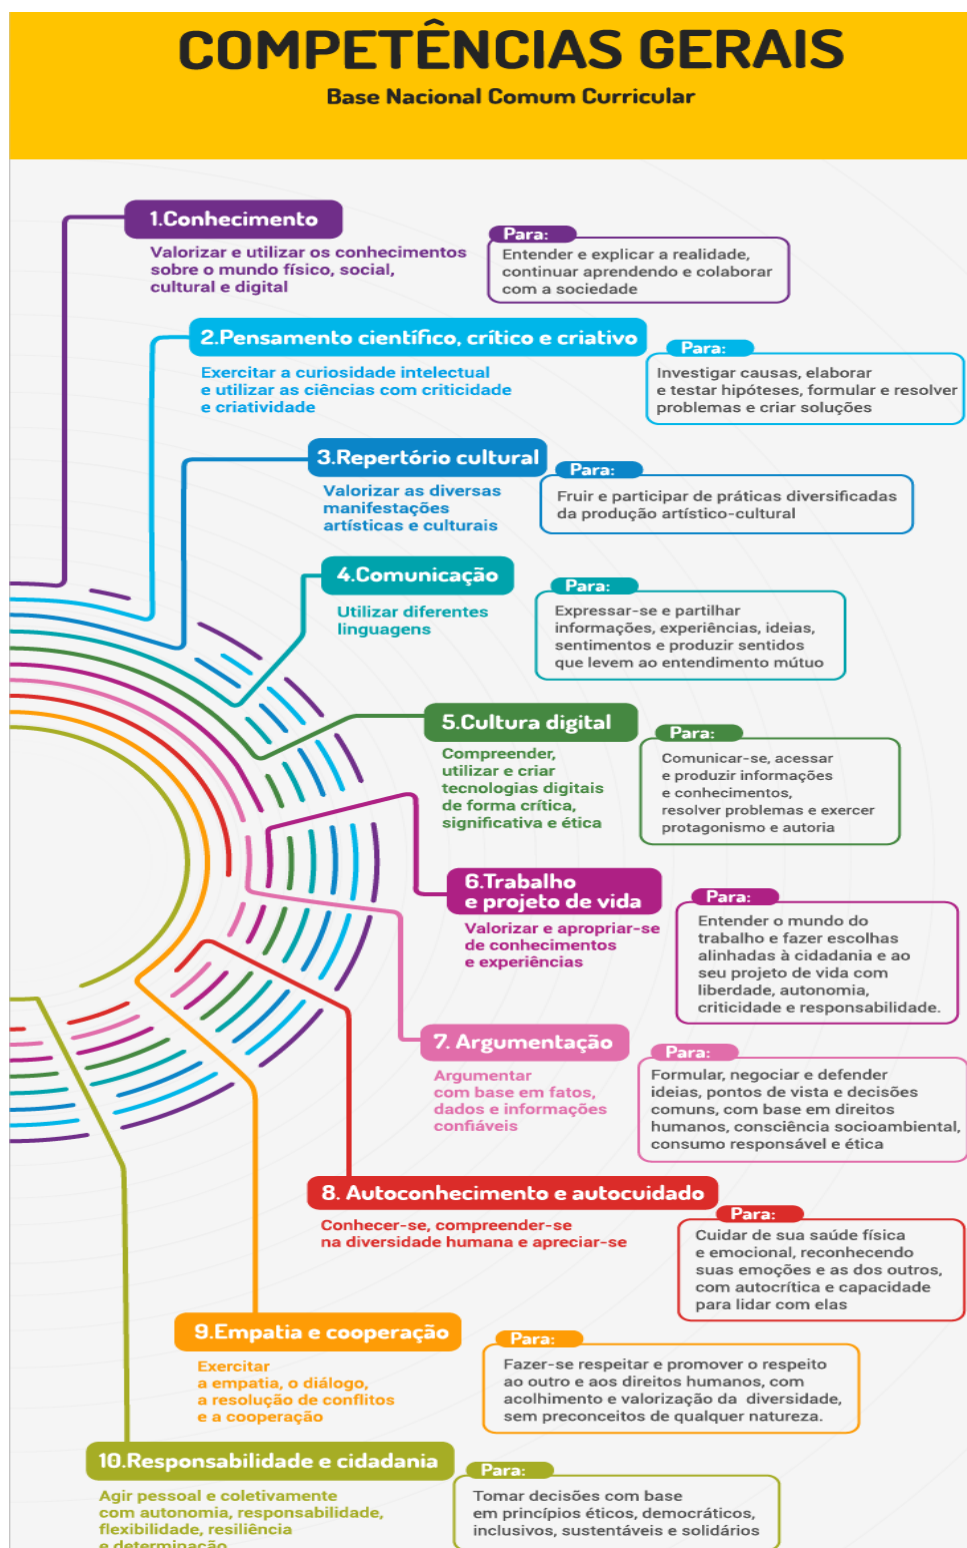 COMPETÊNCIAS GERAIS
Base Nacional Comum Curricular
1.Conhecimento
Valorizar e utilizar os conhecimentos
sobre o mundo físico, social,
cultural e digital
Para:
Entender e explicar a realidade,
continuar aprendendo e colaborar
com a sociedade
2.Pensamento científico, crítico e criativo
Exercitar a curiosidade intelectual
e utilizar as ciências com criticidade
e criatividade
Para:
Investigar causas, elaborar
e testar hipóteses, formular e resolver
problemas e criar soluções
3.Repertório cultural
Valorizar as diversas
manifestações
artísticas e culturais
Para:
Fruir e participar de práticas diversificadas
da produção artístico-cultural
4.Comunicação
Utilizar diferentes
linguagens
Para:
Expressar-se e partilhar
informações, experiências, ideias,
sentimentos e produzir sentidos
que levem ao entendimento mútuo
5.Cultura digital
Compreender,
utilizar e criar
tecnologias digitais
de forma crítica,
significativa e ética
Para:
Comunicar-se, acessar
e produzir informações
e conhecimentos,
resolver problemas e exercer
protagonismo e autoria
6.Trabalho
e projeto de vida
Valorizar e apropriar-se
de conhecimentos
e experiências
Para:
Entender o mundo do
trabalho e fazer escolhas
alinhadas à cidadania e ao
seu projeto de vida com
liberdade, autonomia,
criticidade e responsabilidade.
7. Argumentação
Argumentar
com base em fatos,
dados e informações
confiáveis
Para:
Formular, negociar e defender
ideias, pontos de vista e decisões
comuns, com base em direitos
humanos, consciência socioambiental,
consumo responsável e ética
8. Autoconhecimento e autocuidado
Conhecer-se, compreender-se
na diversidade humana e apreciar-se
Para:
Cuidar de sua saúde física
e emocional, reconhecendo
suas emoções e as dos outros,
com autocrítica e capacidade
para lidar com elas
9.Empatia e cooperação
Exercitar
a empatia, o diálogo,
a resolução de conflitos
e a cooperação
Para:
Fazer-se respeitar e promover o respeito
ao outro e aos direitos humanos, com
acolhimento e valorização da diversidade,
sem preconceitos de qualquer natureza.
10.Responsabilidade e cidadania
Agir pessoal e coletivamente
com autonomia, responsabilidade,
flexibilidade, resiliência
e determinação
Para:
Tomar decisões com base
em princípios éticos, democráticos,
inclusivos, sustentáveis e solidários